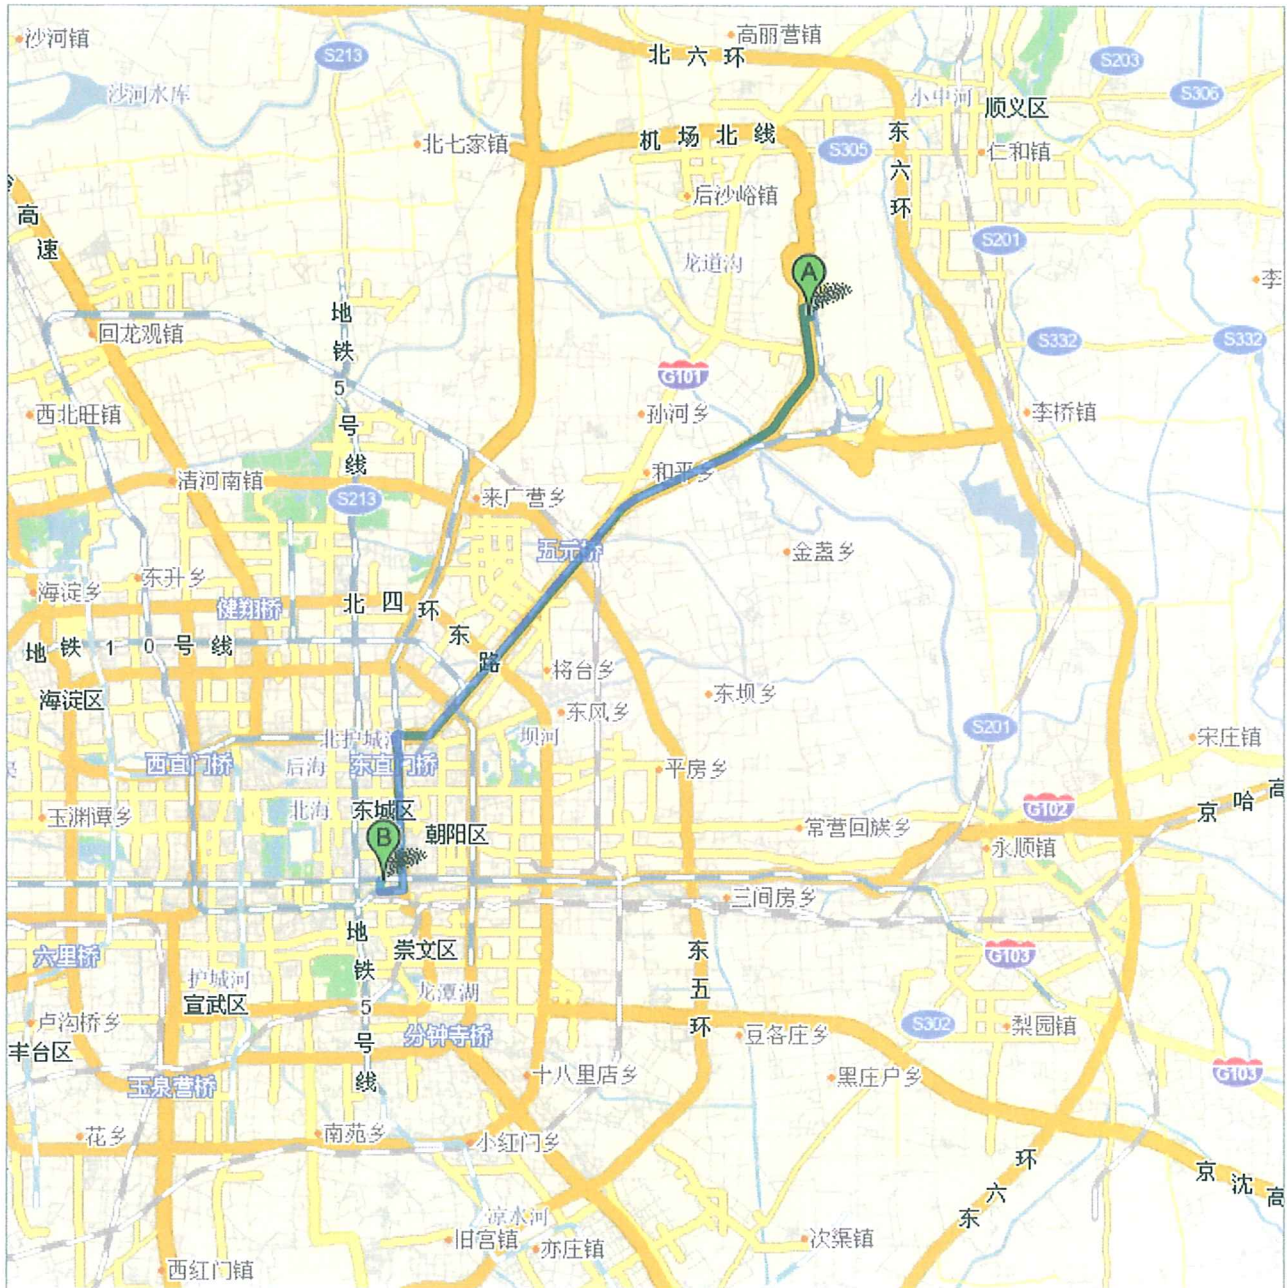 沙河镇
S213
北六环
高丽营镇
S203
沙河水库
小中河
顺义区
S306
北七家镇
机场北线
S305
东六环
仁和镇
高速
后沙峪镇
S201
龙道沟
A
李
地铁5号线
回龙观镇
S332
S332
G101
西北旺镇
孙河乡
李桥镇
清河南镇
S213
来广营乡
和平乡
五元桥
金盏乡
东升乡
海淀乡
健翔桥
北四环东路
地铁10号线
将台乡
海淀区
东坝乡
东风乡
S201
北护城河
坝河
宋庄镇
西直门桥
后海
东直门桥
平房乡
北海
东城区
G102
京哈高
玉渊谭乡
B
朝阳区
常营回族乡
永顺镇
三间房乡
地铁5号线
崇文区
东五环
六里桥
G103
护城河
宣武区
龙潭湖
卢沟桥乡
S302
梨园镇
分钟寺桥
豆各庄乡
丰台区
玉泉营桥
十八里店乡
黑庄户乡
G103
花乡
南苑乡
小红门乡
东六环
京沈高
凉水河
旧宫镇
亦庄镇
次渠镇
西红门镇